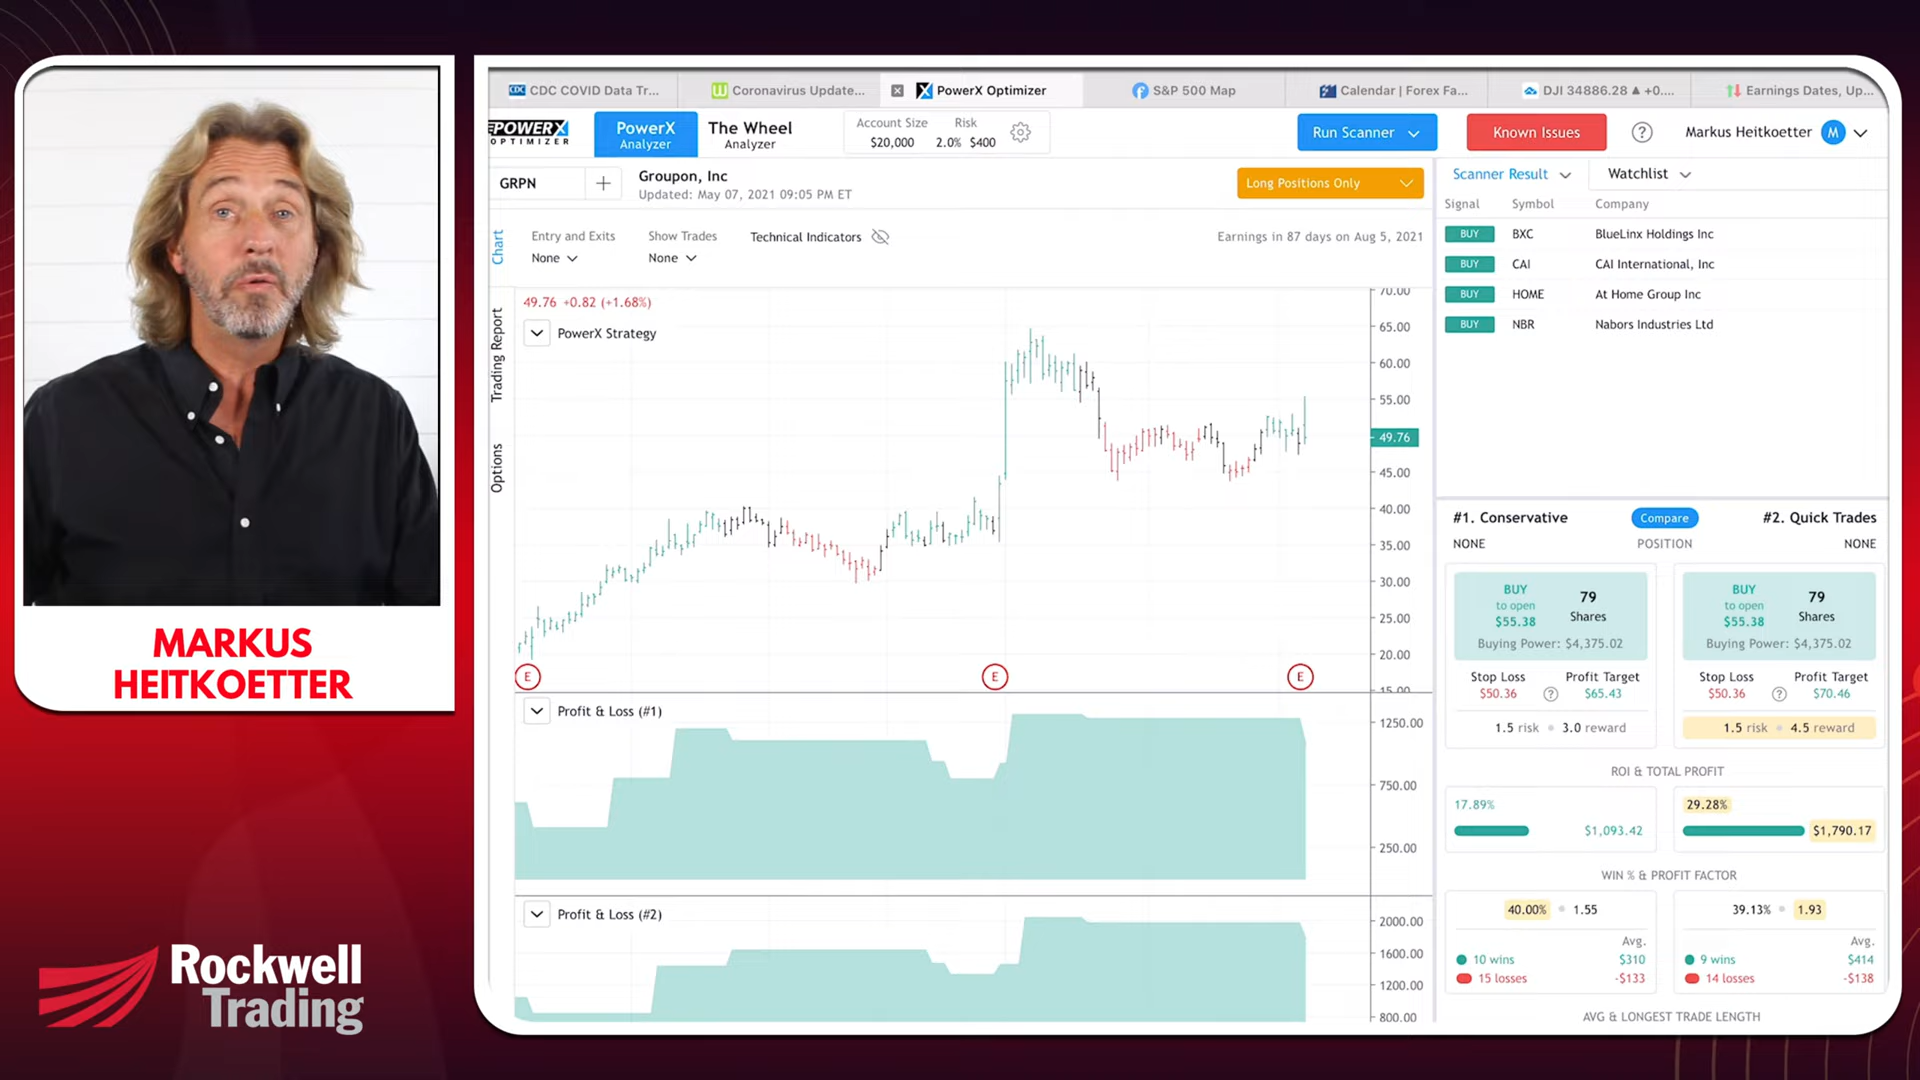 CDC COVID Data Tr...
Coronavirus Update...
PowerX Optimizer
S&P 500 Map
Calendar | Forex Fa...
DJI 34886.28 ▲ +0....
Earnings Dates, Up...
POWERX
OPTIMIZER
PowerX
Analyzer
The Wheel
Analyzer
Account Size
$20,000
Risk
2.0% $400
Run Scanner
Known Issues
?
Markus Heitkoetter
M
GRPN
+
Groupon, Inc
Updated: May 07, 2021 09:05 PM ET
Long Positions Only
Scanner Result
Watchlist
Signal Symbol Company
BUY BXC BlueLinx Holdings Inc
BUY CAI CAI International, Inc
BUY HOME At Home Group Inc
BUY NBR Nabors Industries Ltd
Chart
Trading Report
Options
Entry and Exits
None
Show Trades
None
Technical Indicators
Earnings in 87 days on Aug 5, 2021
49.76 +0.82 (+1.68%)
PowerX Strategy
70.00
65.00
60.00
55.00
49.76
45.00
40.00
35.00
30.00
25.00
20.00
15.00
E
E
E
Profit & Loss (#1)
1250.00
750.00
250.00
Profit & Loss (#2)
2000.00
1600.00
1200.00
800.00
#1. Conservative
NONE
Compare
POSITION
#2. Quick Trades
NONE
BUY
to open
$55.38
79
Shares
Buying Power: $4,375.02
Stop Loss
$50.36
?
Profit Target
$65.43
1.5 risk • 3.0 reward
BUY
to open
$55.38
79
Shares
Buying Power: $4,375.02
Stop Loss
$50.36
?
Profit Target
$70.46
1.5 risk • 4.5 reward
ROI & TOTAL PROFIT
17.89%
$1,093.42
29.28%
$1,790.17
WIN % & PROFIT FACTOR
40.00% • 1.55
Avg.
10 wins $310
15 losses -$133
39.13% • 1.93
Avg.
9 wins $414
14 losses -$138
AVG & LONGEST TRADE LENGTH
MARKUS
HEITKOETTER
Rockwell
Trading